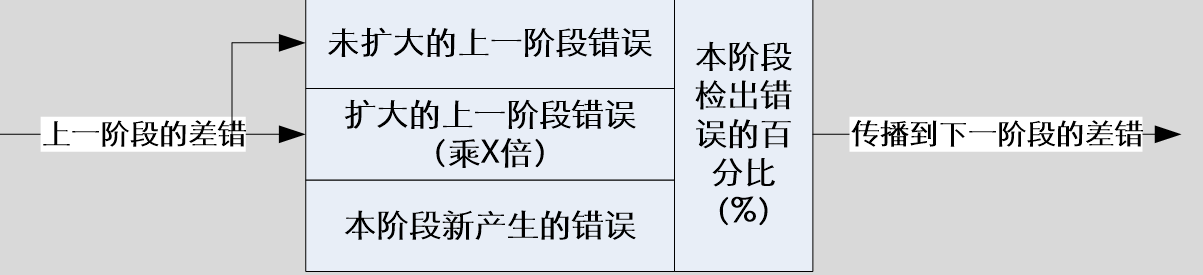 未扩大的上一阶段错误
上一阶段的差错
扩大的上一阶段错误
(乘X倍)
本阶段新产生的错误
本阶段
检出错
误的百
分比
(%)
传播到下一阶段的差错